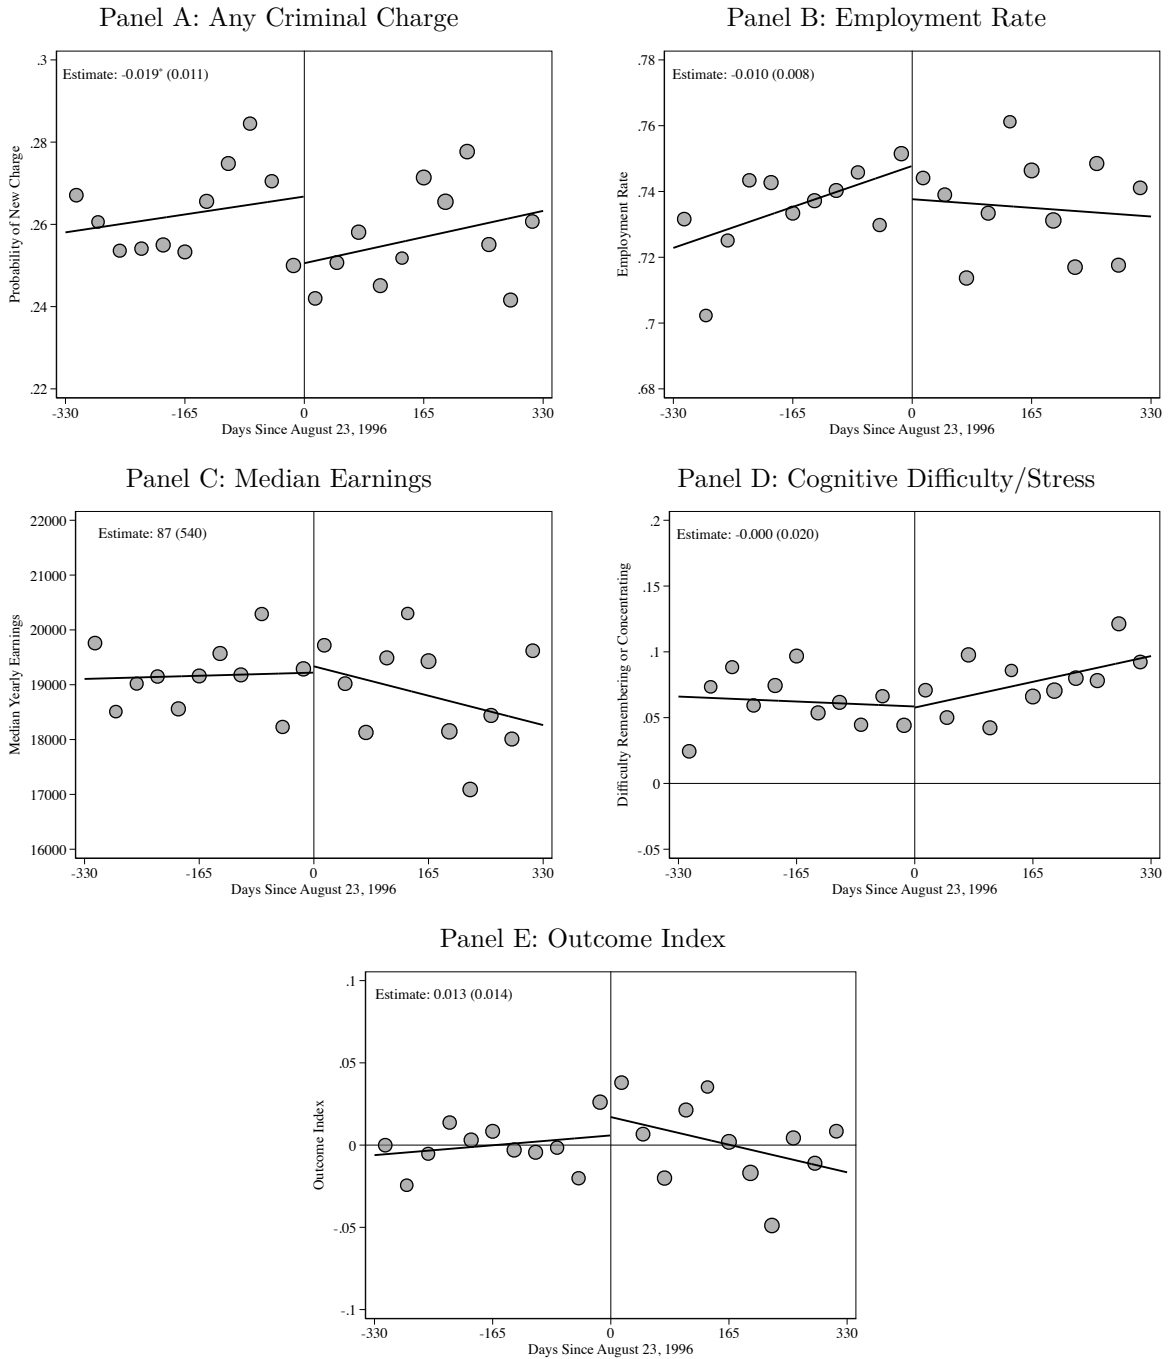 Panel A: Any Criminal Charge
Estimate: -0.019* (0.011)
Probability of New Charge
.3
.28
.26
.24
.22
-330 -165 0 165 330
Days Since August 23, 1996
Panel B: Employment Rate
Estimate: -0.010 (0.008)
Employment Rate
.78
.76
.74
.72
.7
.68
-330 -165 0 165 330
Days Since August 23, 1996
Panel C: Median Earnings
Estimate: 87 (540)
Median Yearly Earnings
22000
21000
20000
19000
18000
17000
16000
-330 -165 0 165 330
Days Since August 23, 1996
Panel D: Cognitive Difficulty/Stress
Estimate: -0.000 (0.020)
Difficulty Remembering or Concentrating
.2
.15
.1
.05
0
-.05
-330 -165 0 165 330
Days Since August 23, 1996
Panel E: Outcome Index
Estimate: 0.013 (0.014)
Outcome Index
.1
.05
0
-.05
-.1
-330 -165 0 165 330
Days Since August 23, 1996